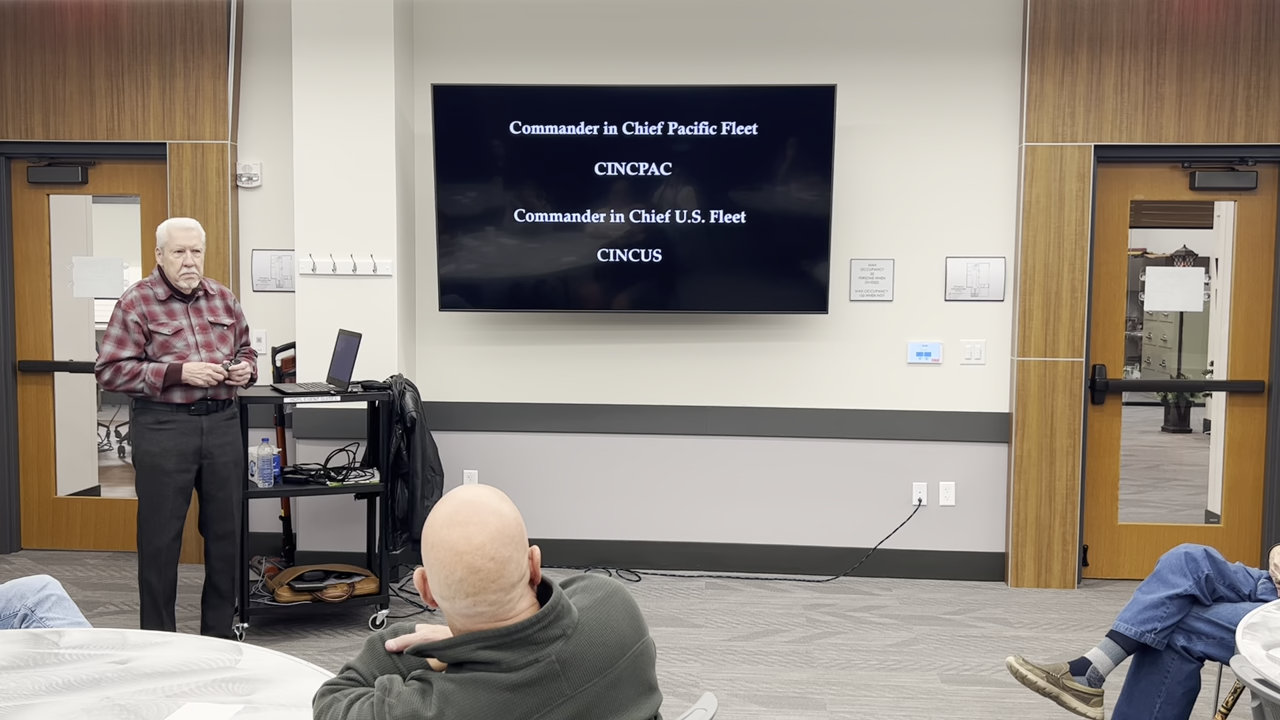 Commander in Chief Pacific Fleet
CINCPAC
Commander in Chief U.S. Fleet
CINCUS